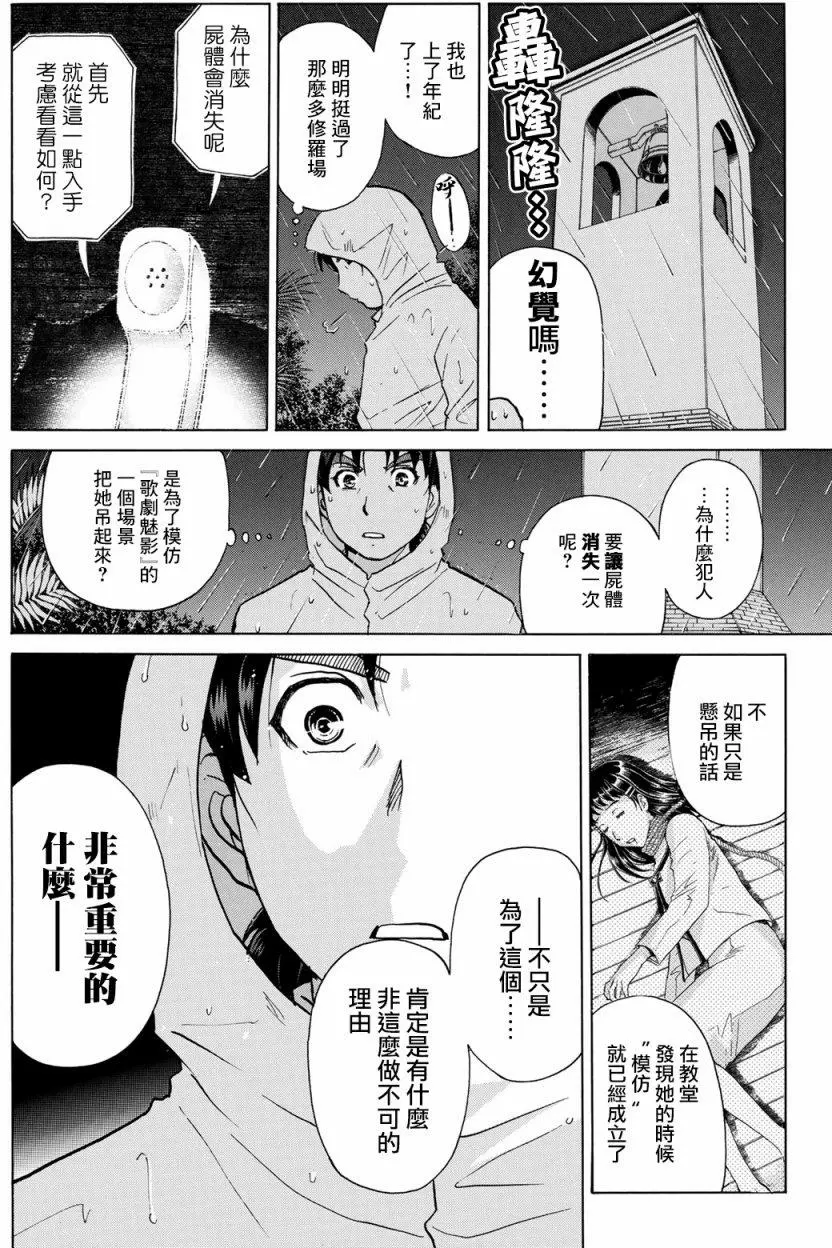 轟隆隆…
幻覺嗎……
我也
上了年紀
了…！
呼—！
明明挺過了
那麼多修羅場
為什麼
屍體會消失呢
首先
就從這一點入手
考慮看看如何？
………
…為什麼犯人
要讓屍體
消失一次
呢？
是為了模仿
『歌劇魅影』的
一個場景
把她吊起來？
不
如果只是
懸吊的話
在教堂
發現她的時候
〝模仿〞
就已經成立了
──不只是
為了這個……
肯定是有什麼
非這麼做不可的
理由
非常重要的
什麼──